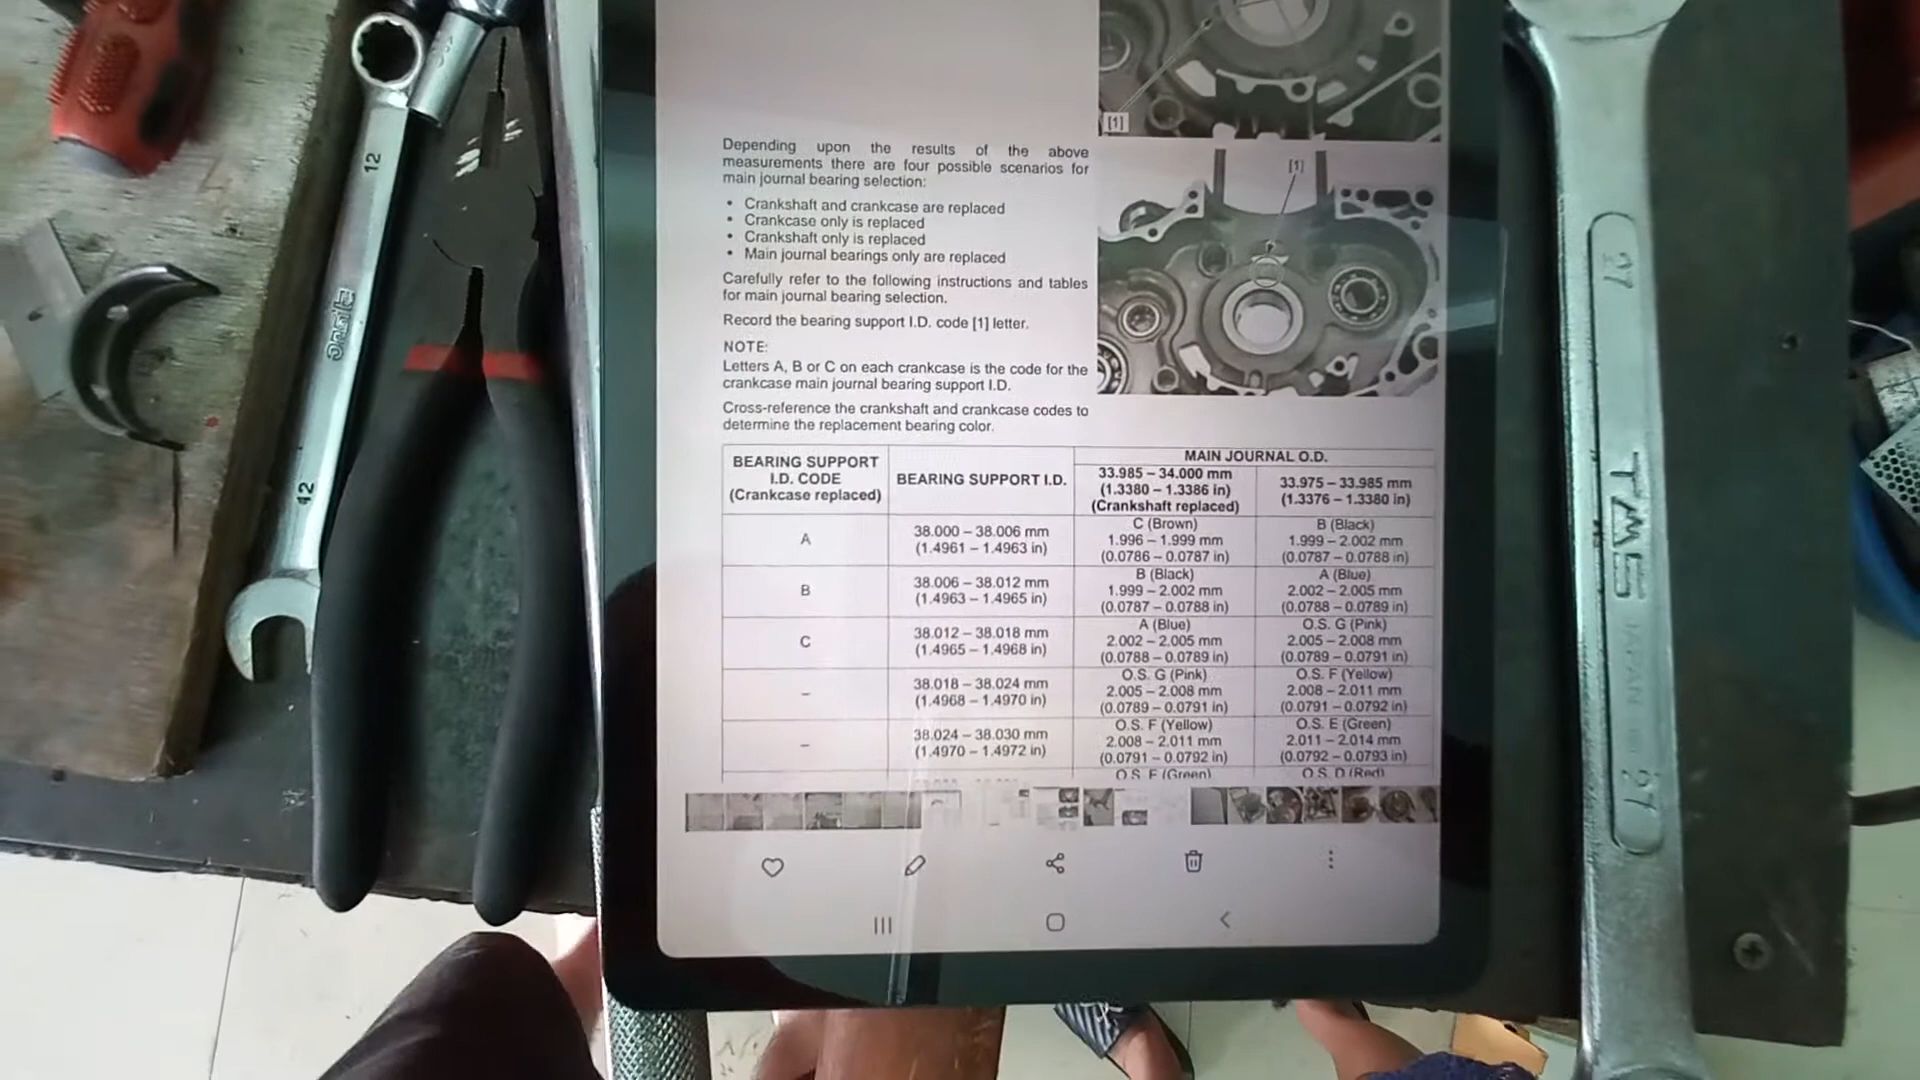 [1]
[1]
Depending upon the results of the above
measurements there are four possible scenarios for
main journal bearing selection:
• Crankshaft and crankcase are replaced
• Crankcase only is replaced
• Crankshaft only is replaced
• Main journal bearings only are replaced
Carefully refer to the following instructions and tables
for main journal bearing selection.
Record the bearing support I.D. code [1] letter.
NOTE:
Letters A, B or C on each crankcase is the code for the
crankcase main journal bearing support I.D.
Cross-reference the crankshaft and crankcase codes to
determine the replacement bearing color.
BEARING SUPPORT
I.D. CODE
(Crankcase replaced)
BEARING SUPPORT I.D.
MAIN JOURNAL O.D.
33.985 – 34.000 mm
(1.3380 – 1.3386 in)
(Crankshaft replaced)
33.975 – 33.985 mm
(1.3376 – 1.3380 in)
A
38.000 – 38.006 mm
(1.4961 – 1.4963 in)
C (Brown)
1.996 – 1.999 mm
(0.0786 – 0.0787 in)
B (Black)
1.999 – 2.002 mm
(0.0787 – 0.0788 in)
B
38.006 – 38.012 mm
(1.4963 – 1.4965 in)
B (Black)
1.999 – 2.002 mm
(0.0787 – 0.0788 in)
A (Blue)
2.002 – 2.005 mm
(0.0788 – 0.0789 in)
C
38.012 – 38.018 mm
(1.4965 – 1.4968 in)
A (Blue)
2.002 – 2.005 mm
(0.0788 – 0.0789 in)
O.S. G (Pink)
2.005 – 2.008 mm
(0.0789 – 0.0791 in)
–
38.018 – 38.024 mm
(1.4968 – 1.4970 in)
O.S. G (Pink)
2.005 – 2.008 mm
(0.0789 – 0.0791 in)
O.S. F (Yellow)
2.008 – 2.011 mm
(0.0791 – 0.0792 in)
–
38.024 – 38.030 mm
(1.4970 – 1.4972 in)
O.S. F (Yellow)
2.008 – 2.011 mm
(0.0791 – 0.0792 in)
O.S. E (Green)
2.011 – 2.014 mm
(0.0792 – 0.0793 in)
O.S. E (Green)
O.S. D (Red)
12
12
27
TMS JAPAN
27